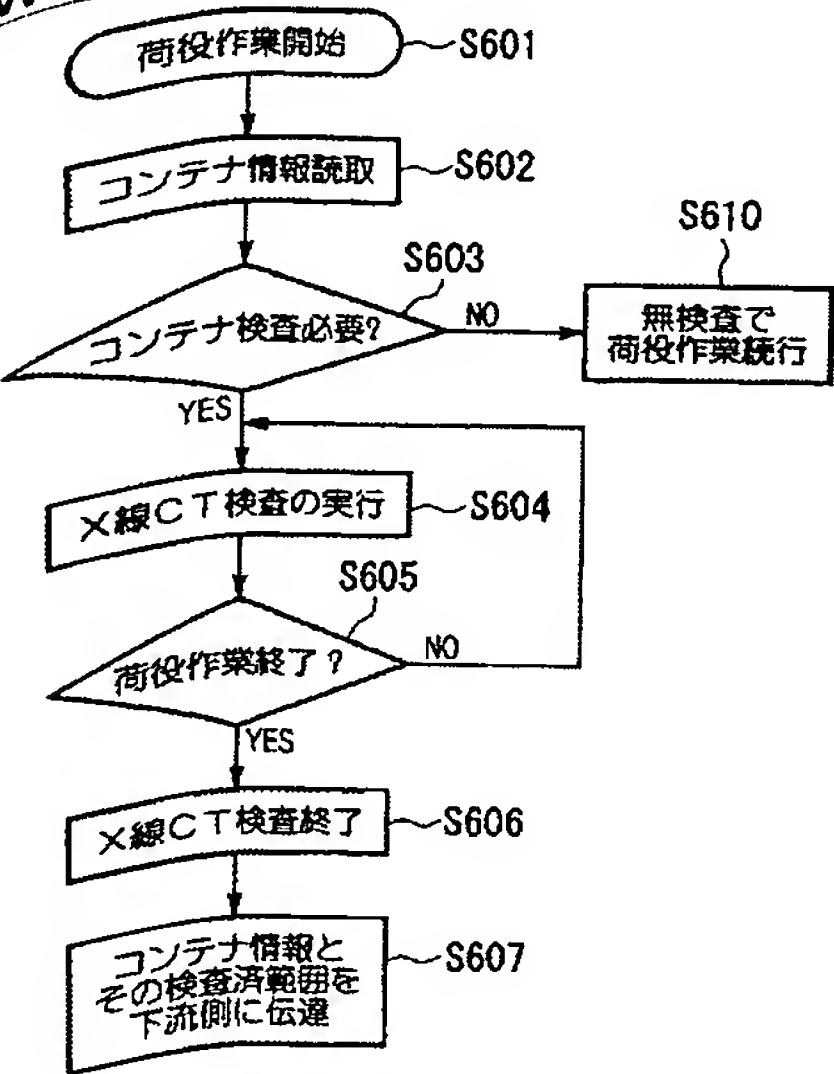 荷役作業開始
S601
コンテナ情報読取
S602
S603
コンテナ検査必要?
NO
S610
無検査で
荷役作業続行
YES
X線CT検査の実行
S604
S605
荷役作業終了?
NO
YES
X線CT検査終了
S606
コンテナ情報と
その検査済範囲を
下流側に伝達
S607